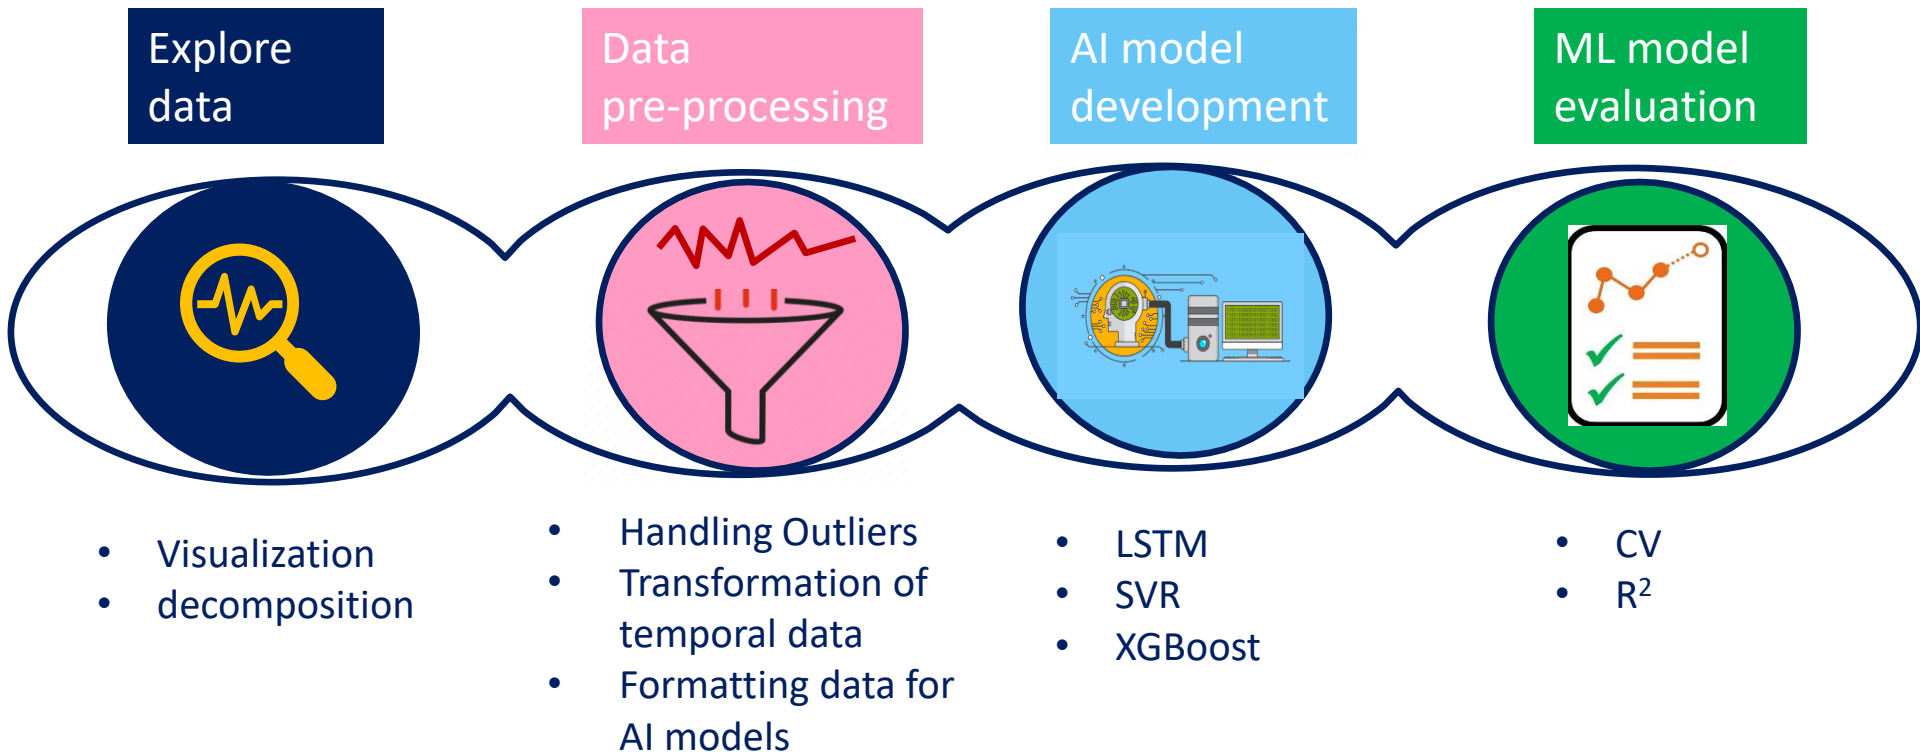 Explore
data
Data
pre-processing
AI model
development
ML model
evaluation
• Visualization
• decomposition
• Handling Outliers
• Transformation of
temporal data
• Formatting data for
AI models
• LSTM
• SVR
• XGBoost
• CV
• R²